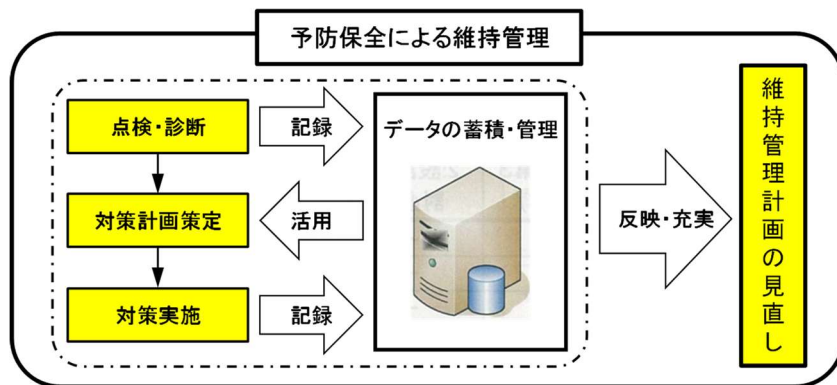 予防保全による維持管理
点検・診断
記録
データの蓄積・管理
対策計画策定
活用
対策実施
記録
反映・充実
維持管理計画の見直し